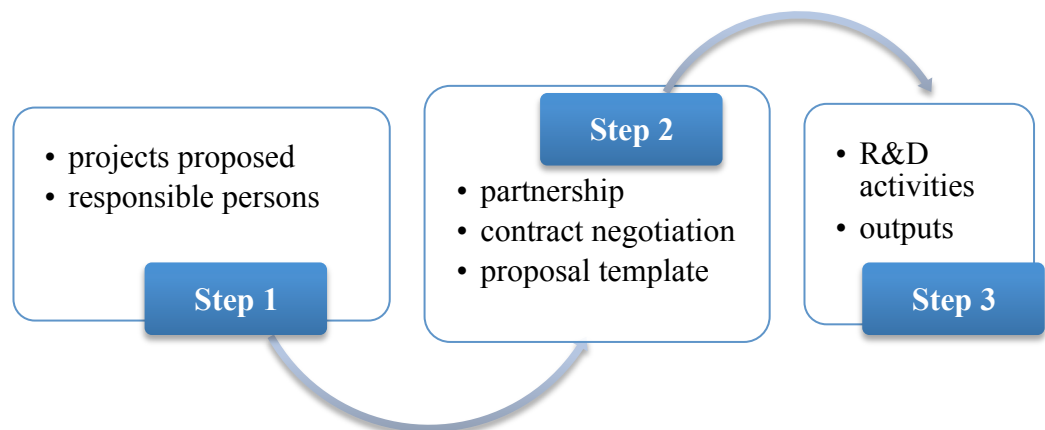 • projects proposed
• responsible persons
Step 1
Step 2
• partnership
• contract negotiation
• proposal template
• R&D
activities
• outputs
Step 3